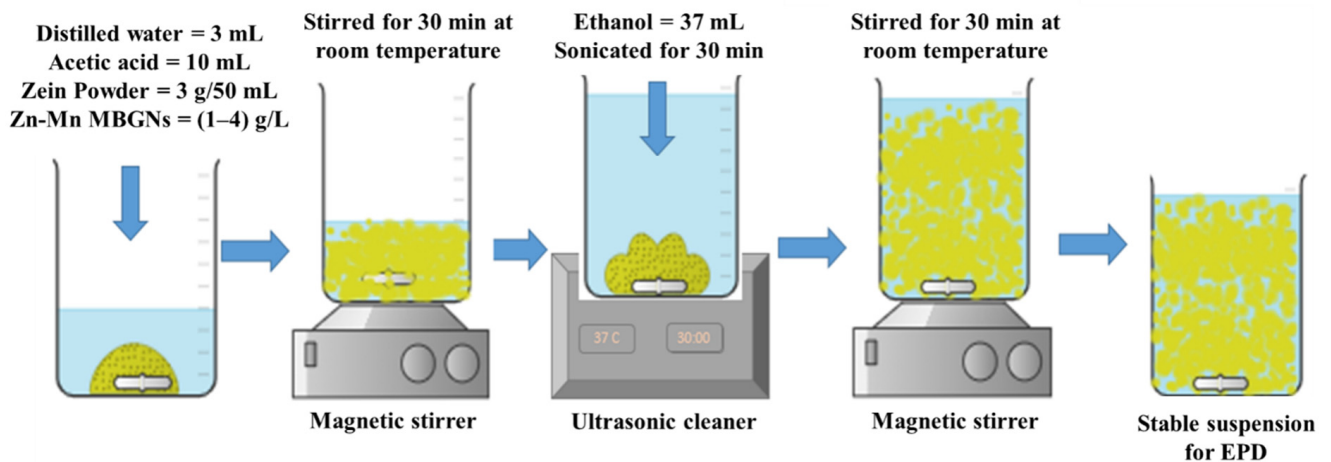 Distilled water = 3 mL
Acetic acid = 10 mL
Zein Powder = 3 g/50 mL
Zn-Mn MBGNs = (1–4) g/L
Stirred for 30 min at
room temperature
Magnetic stirrer
Ethanol = 37 mL
Sonicated for 30 min
37 C
30:00
Ultrasonic cleaner
Stirred for 30 min at
room temperature
Magnetic stirrer
Stable suspension
for EPD